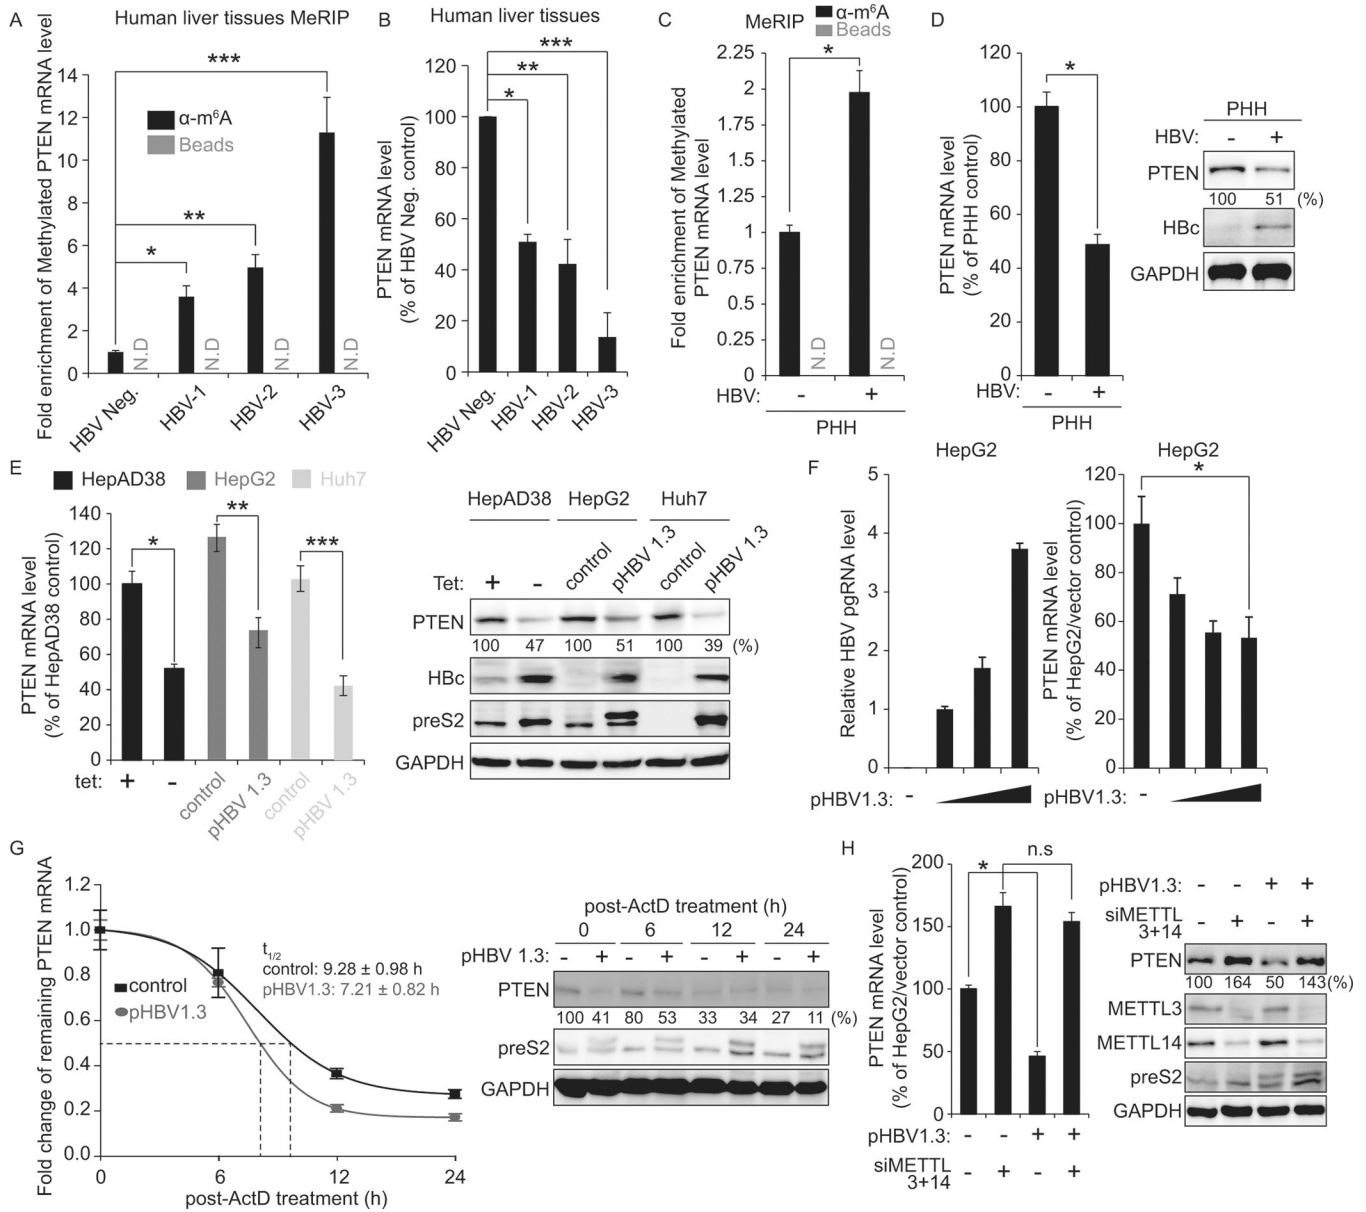 A
Human liver tissues MeRIP
Fold enrichment of Methylated PTEN mRNA level
14
12
10
8
6
4
2
0
α-m⁶A
Beads
***
**
*
N.D
N.D
N.D
N.D
HBV Neg.
HBV-1
HBV-2
HBV-3
B
Human liver tissues
PTEN mRNA level
(% of HBV Neg. control)
120
100
80
60
40
20
0
***
**
*
HBV Neg.
HBV-1
HBV-2
HBV-3
C
MeRIP
α-m⁶A
Beads
Fold enrichment of Methylated
PTEN mRNA level
2.25
2
1.75
1.5
1.25
1
0.75
0.5
0.25
0
*
N.D
N.D
HBV: - +
PHH
D
PTEN mRNA level
(% of PHH control)
120
100
80
60
40
20
0
*
HBV: - +
PHH
PHH
HBV: - +
PTEN
100 51 (%)
HBc
GAPDH
E
HepAD38 HepG2 Huh7
PTEN mRNA level
(% of HepAD38 control)
140
120
100
80
60
40
20
0
*
**
***
tet: + - control pHBV 1.3 control pHBV 1.3
HepAD38 HepG2 Huh7
Tet: + - control pHBV 1.3 control pHBV 1.3
PTEN
100 47 100 51 100 39 (%)
HBc
preS2
GAPDH
F
HepG2
Relative HBV pgRNA level
5
4
3
2
1
0
pHBV1.3: -
HepG2
PTEN mRNA level
(% of HepG2/vector control)
120
100
80
60
40
20
0
*
pHBV1.3: -
G
Fold change of remaining PTEN mRNA
1.2
1.0
0.8
0.6
0.4
0.2
0.0
control
pHBV1.3
t1/2
control: 9.28 ± 0.98 h
pHBV1.3: 7.21 ± 0.82 h
0 6 12 24
post-ActD treatment (h)
post-ActD treatment (h)
0 6 12 24
pHBV 1.3: - + - + - + - +
PTEN
100 41 80 53 33 34 27 11 (%)
preS2
GAPDH
H
PTEN mRNA level
(% of HepG2/vector control)
200
150
100
50
0
*
n.s
pHBV1.3: - - + +
siMETTL
3+14 - + - +
pHBV1.3: - - + +
siMETTL
3+14 - + - +
PTEN
100 164 50 143 (%)
METTL3
METTL14
preS2
GAPDH